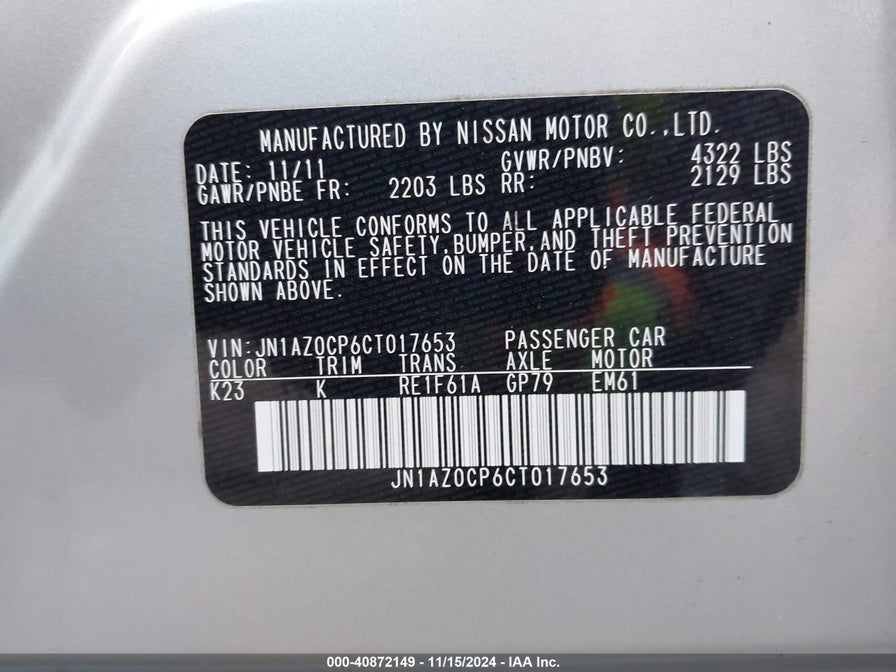 MANUFACTURED BY NISSAN MOTOR CO.,LTD.
DATE: 11/11 GVWR/PNBV: 4322 LBS
GAWR/PNBE FR: 2203 LBS RR: 2129 LBS
THIS VEHICLE CONFORMS TO ALL APPLICABLE FEDERAL
MOTOR VEHICLE SAFETY,BUMPER,AND THEFT PREVENTION
STANDARDS IN EFFECT ON THE DATE OF MANUFACTURE
SHOWN ABOVE.
VIN:JN1AZ0CP6CT017653 PASSENGER CAR
COLOR TRIM TRANS AXLE MOTOR
K23 K RE1F61A GP79 EM61
JN1AZ0CP6CT017653
000-40872149 - 11/15/2024 - IAA Inc.